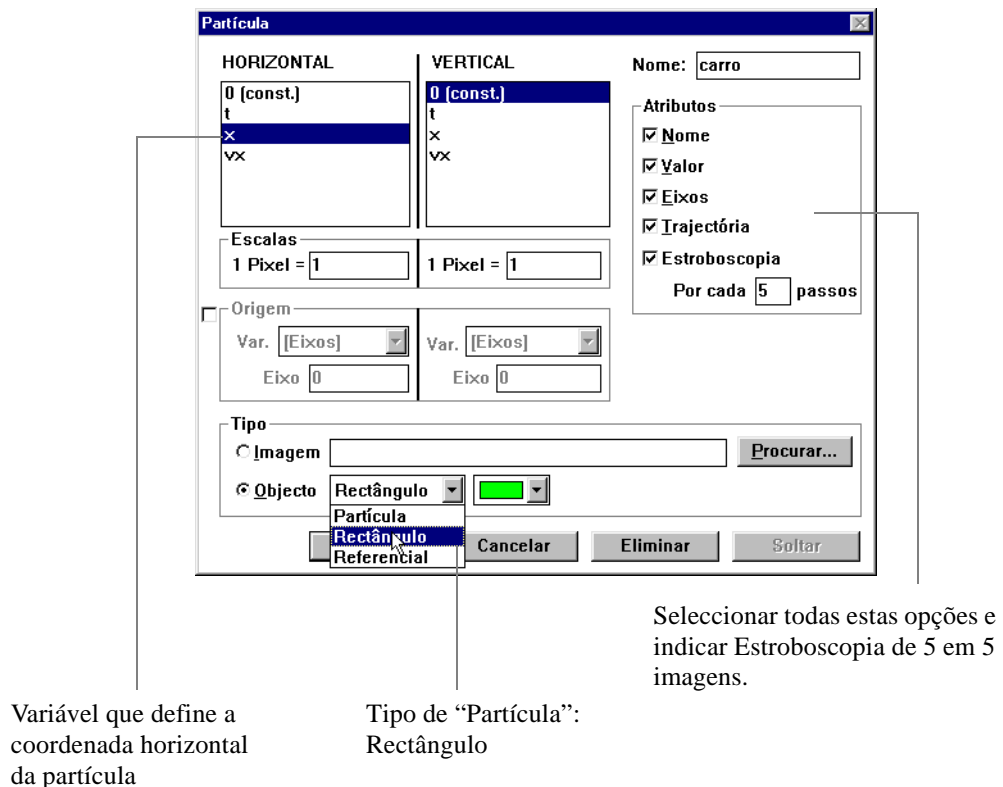 Partícula
HORIZONTAL
0 (const.)
t
x
vx
VERTICAL
0 (const.)
t
x
vx
Nome: carro
Atributos
Nome
Valor
Eixos
Trajectória
Estroboscopia
Por cada 5 passos
Escalas
1 Pixel = 1
1 Pixel = 1
Origem
Var. [Eixos]
Var. [Eixos]
Eixo 0
Eixo 0
Tipo
Imagem
Procurar...
Objecto Rectângulo
Partícula
Rectângulo
Referencial
Cancelar
Eliminar
Soltar
Seleccionar todas estas opções e
indicar Estroboscopia de 5 em 5
imagens.
Variável que define a
coordenada horizontal
da partícula
Tipo de “Partícula”:
Rectângulo